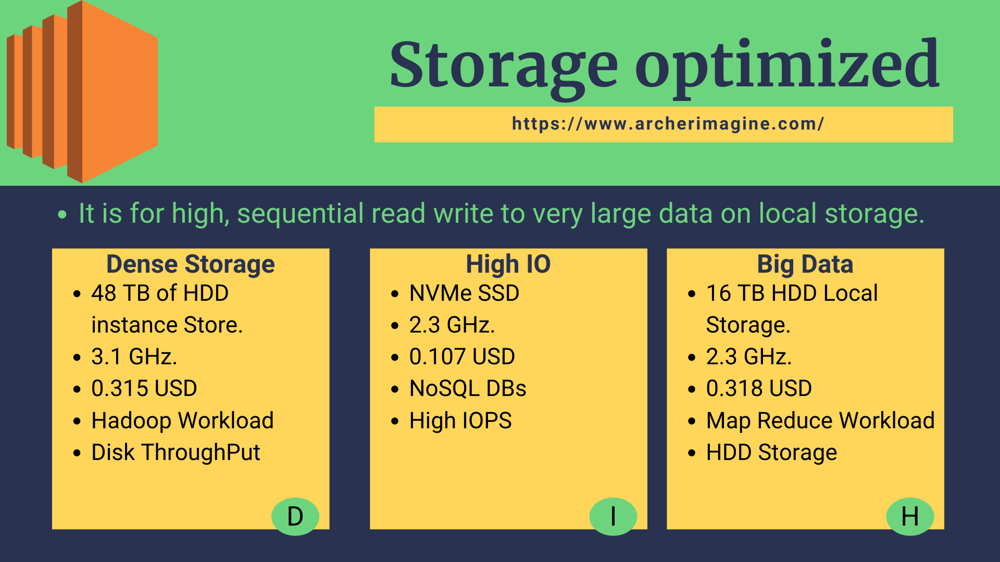 Storage optimized
https://www.archerimagine.com/
• It is for high, sequential read write to very large data on local storage.
Dense Storage
• 48 TB of HDD
instance Store.
• 3.1 GHz.
• 0.315 USD
• Hadoop Workload
• Disk ThroughPut
D
High IO
• NVMe SSD
• 2.3 GHz.
• 0.107 USD
• NoSQL DBs
• High IOPS
I
Big Data
• 16 TB HDD Local
Storage.
• 2.3 GHz.
• 0.318 USD
• Map Reduce Workload
• HDD Storage
H